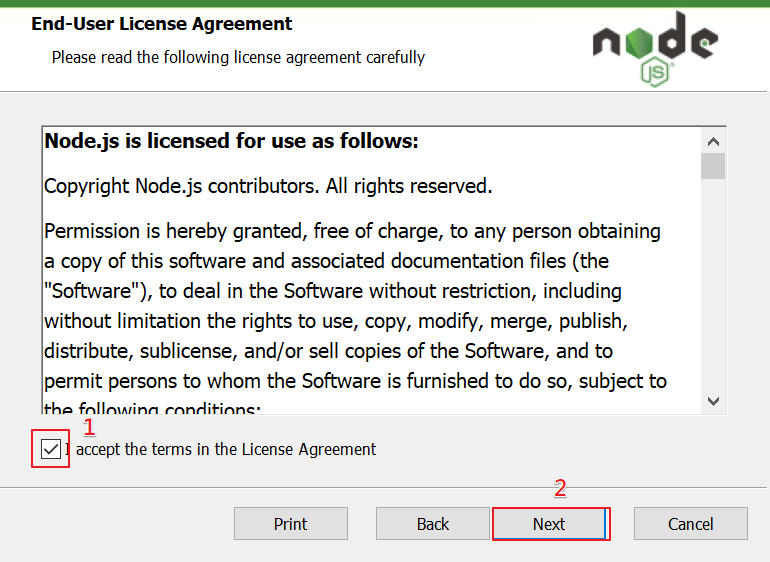 End-User License Agreement
Please read the following license agreement carefully
node
JS
Node.js is licensed for use as follows:
Copyright Node.js contributors. All rights reserved.
Permission is hereby granted, free of charge, to any person obtaining
a copy of this software and associated documentation files (the
"Software"), to deal in the Software without restriction, including
without limitation the rights to use, copy, modify, merge, publish,
distribute, sublicense, and/or sell copies of the Software, and to
permit persons to whom the Software is furnished to do so, subject to
the following conditions:
1
I accept the terms in the License Agreement
2
Print Back Next Cancel